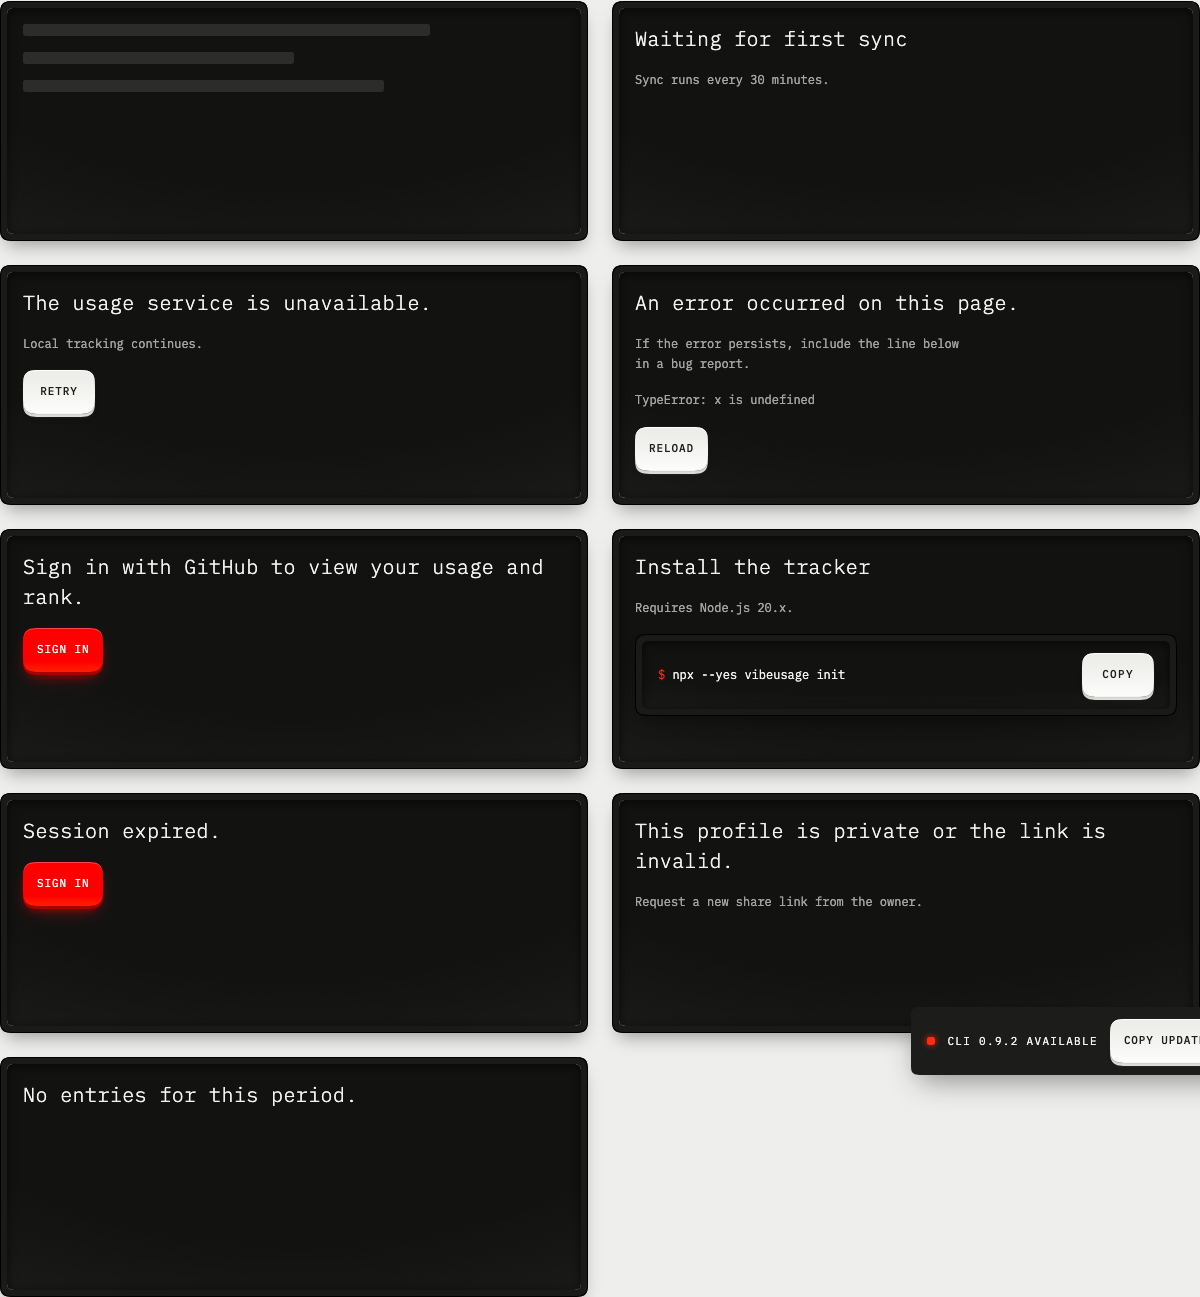 Waiting for first sync
Sync runs every 30 minutes.
The usage service is unavailable.
Local tracking continues.
RETRY
An error occurred on this page.
If the error persists, include the line below
in a bug report.
TypeError: x is undefined
RELOAD
Sign in with GitHub to view your usage and
rank.
SIGN IN
Install the tracker
Requires Node.js 20.x.
$ npx --yes vibeusage init
COPY
Session expired.
SIGN IN
This profile is private or the link is
invalid.
Request a new share link from the owner.
CLI 0.9.2 AVAILABLE
COPY UPDAT
No entries for this period.